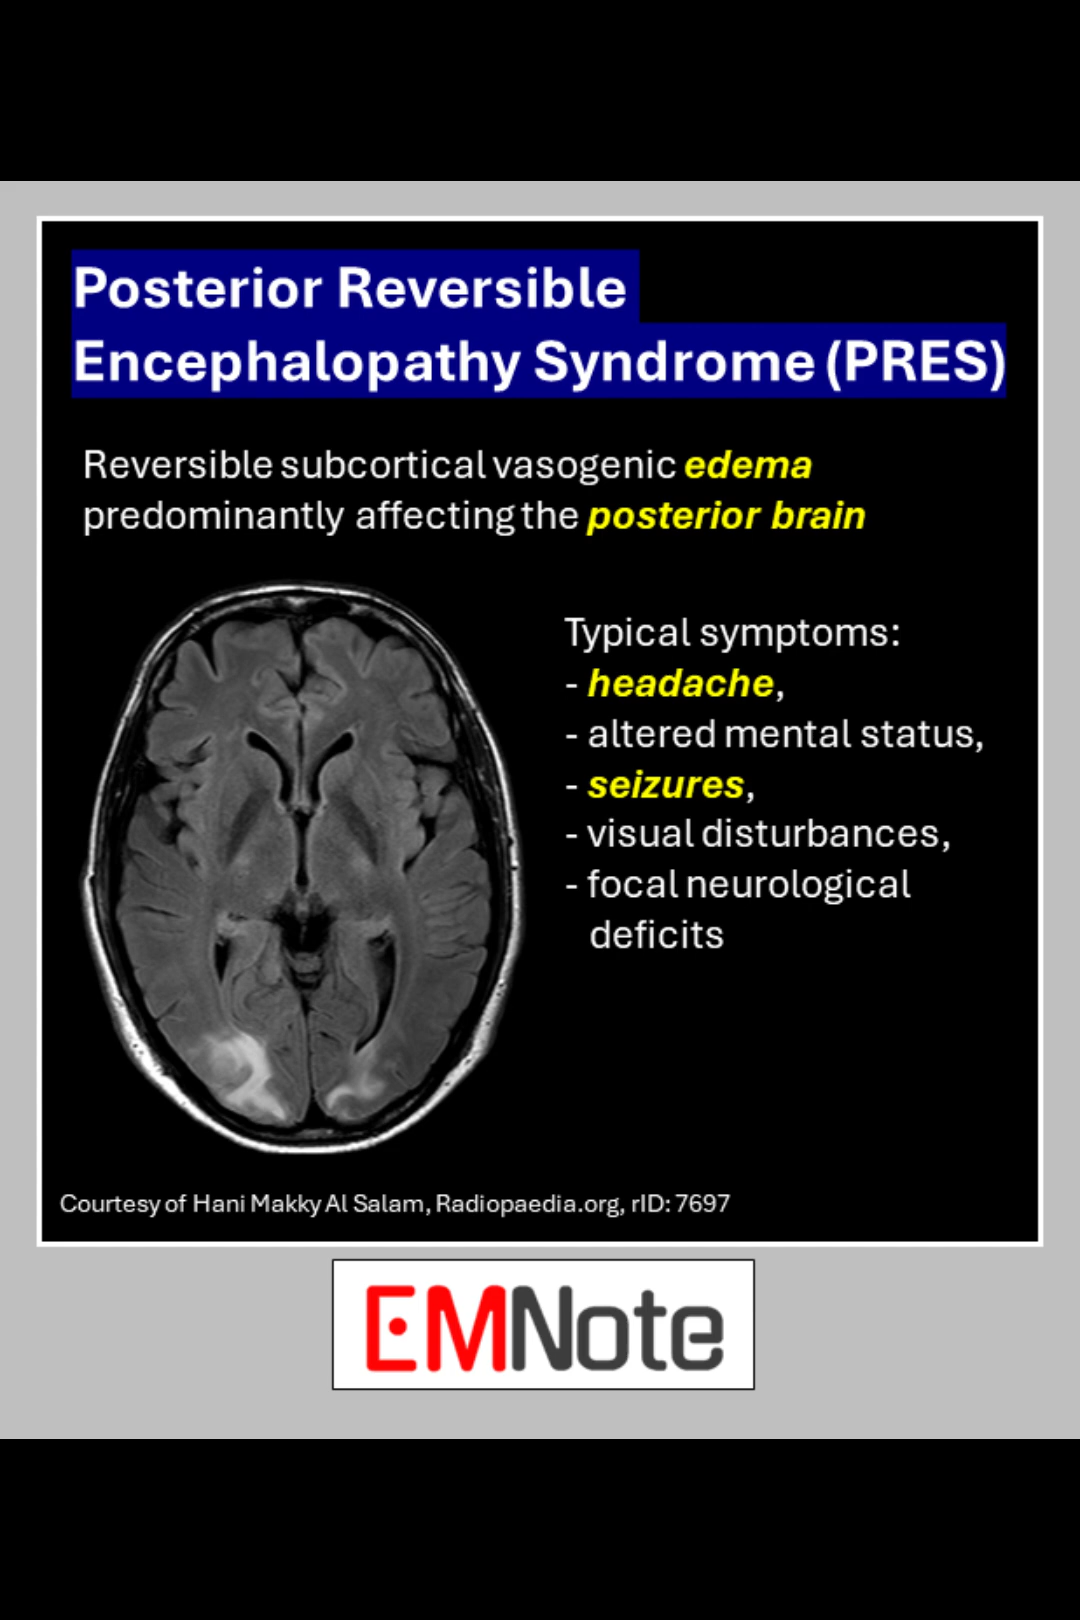 Posterior Reversible
Encephalopathy Syndrome (PRES)
Reversible subcortical vasogenic edema
predominantly affecting the posterior brain
Typical symptoms:
- headache,
- altered mental status,
- seizures,
- visual disturbances,
- focal neurological
deficits
Courtesy of Hani Makky Al Salam, Radiopaedia.org, rID: 7697
EMNote